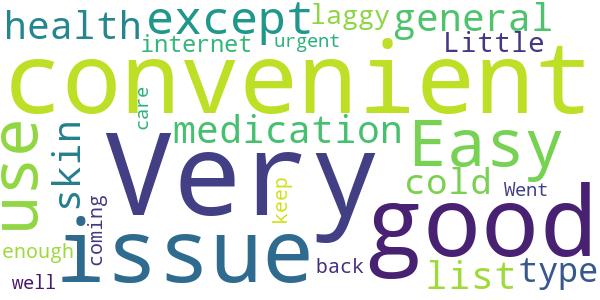 health except laggy general
internet urgent Little
convenient
use skin care medication Easy
Very cold
coming keep Went
issue good
enough back list type
well